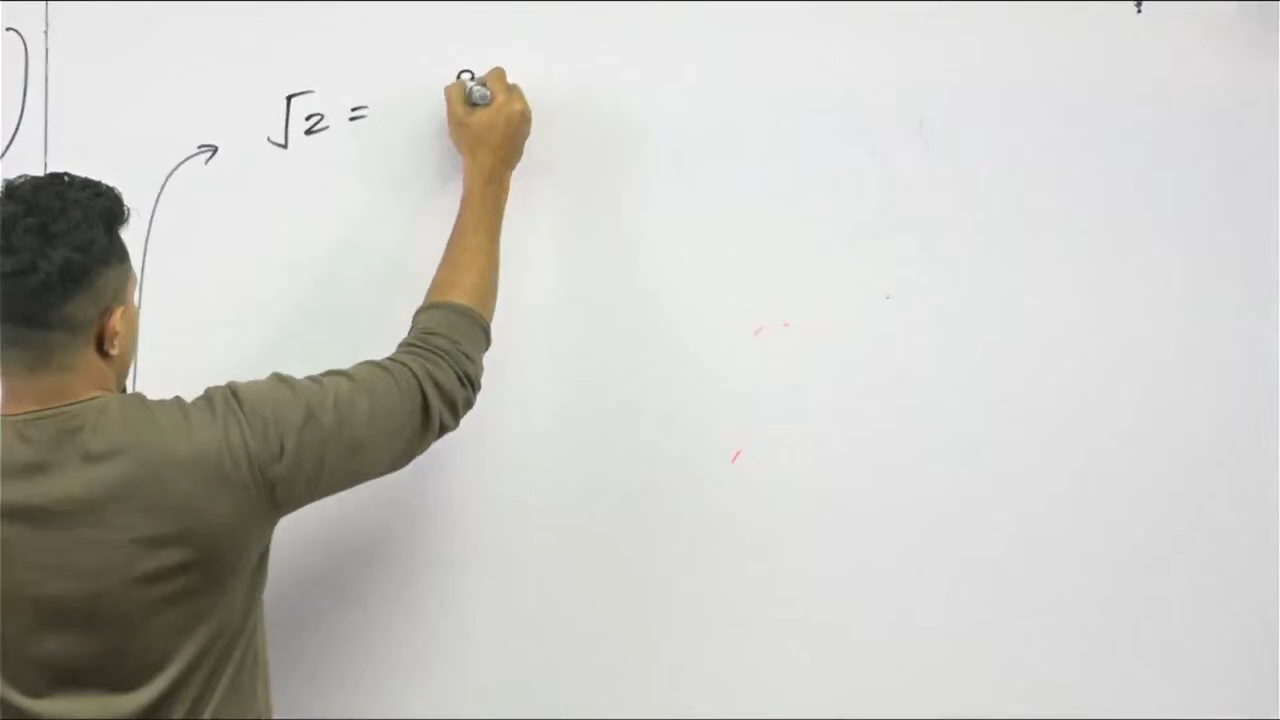 √2 =